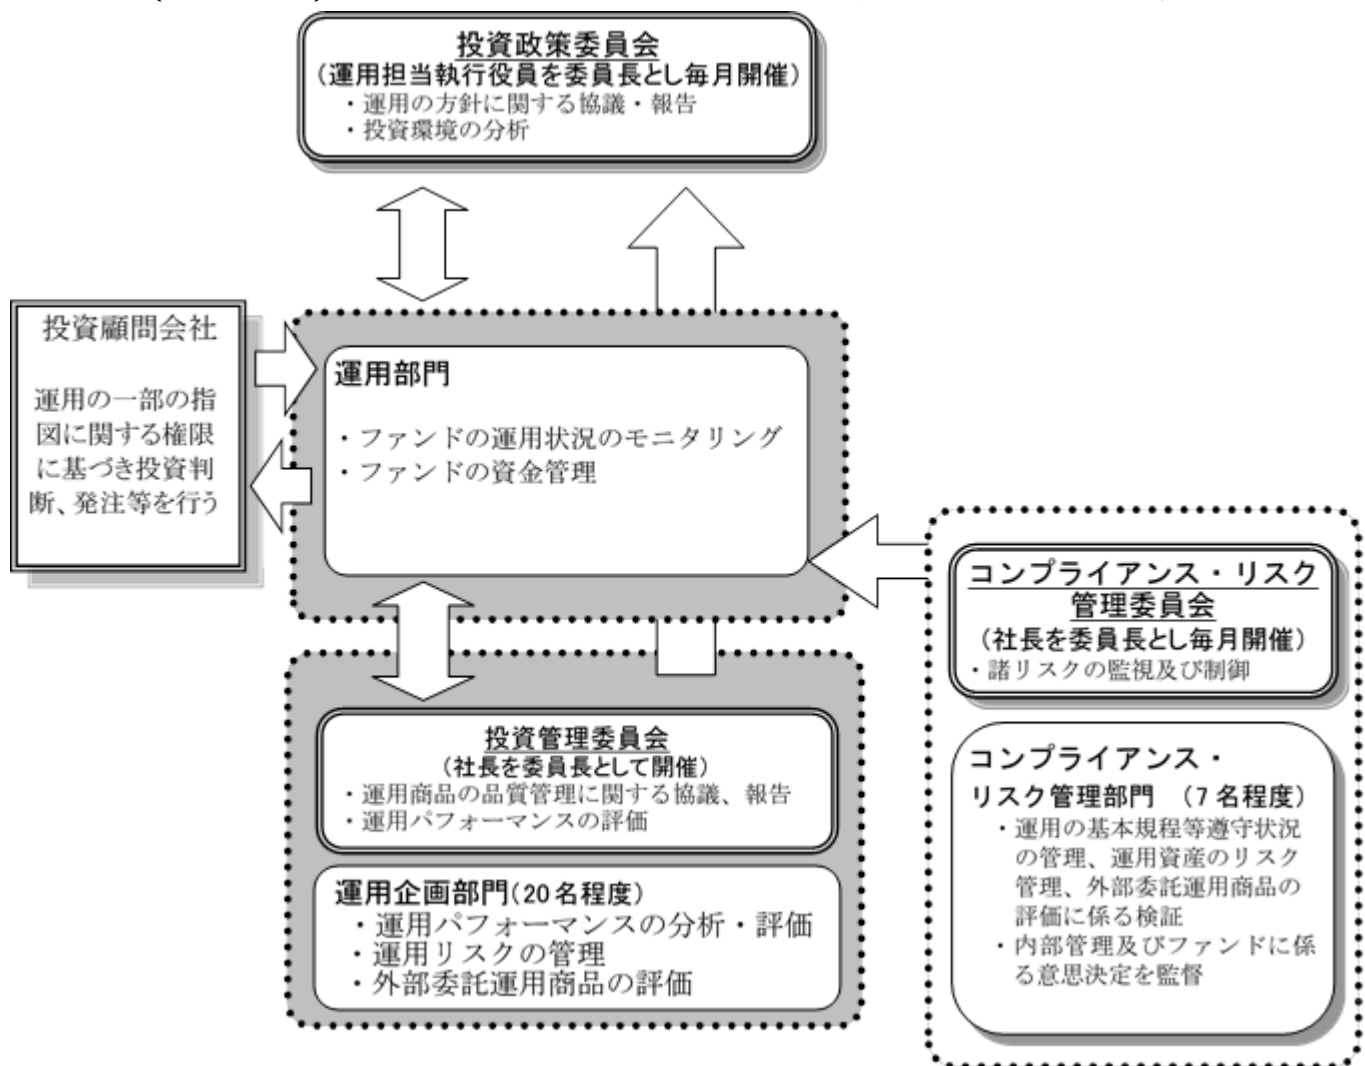 投資政策委員会
(運用担当執行役員を委員長とし毎月開催)
・運用の方針に関する協議・報告
・投資環境の分析
投資顧問会社
運用の一部の指
図に関する権限
に基づき投資判
断、発注等を行う
運用部門
・ファンドの運用状況のモニタリング
・ファンドの資金管理
コンプライアンス・リスク
管理委員会
(社長を委員長とし毎月開催)
・諸リスクの監視及び制御
投資管理委員会
(社長を委員長として開催)
・運用商品の品質管理に関する協議、報告
・運用パフォーマンスの評価
運用企画部門(20名程度)
・運用パフォーマンスの分析・評価
・運用リスクの管理
・外部委託運用商品の評価
コンプライアンス・
リスク管理部門 (7名程度)
・運用の基本規程等遵守状況
の管理、運用資産のリスク
管理、外部委託運用商品の
評価に係る検証
・内部管理及びファンドに係
る意思決定を監督